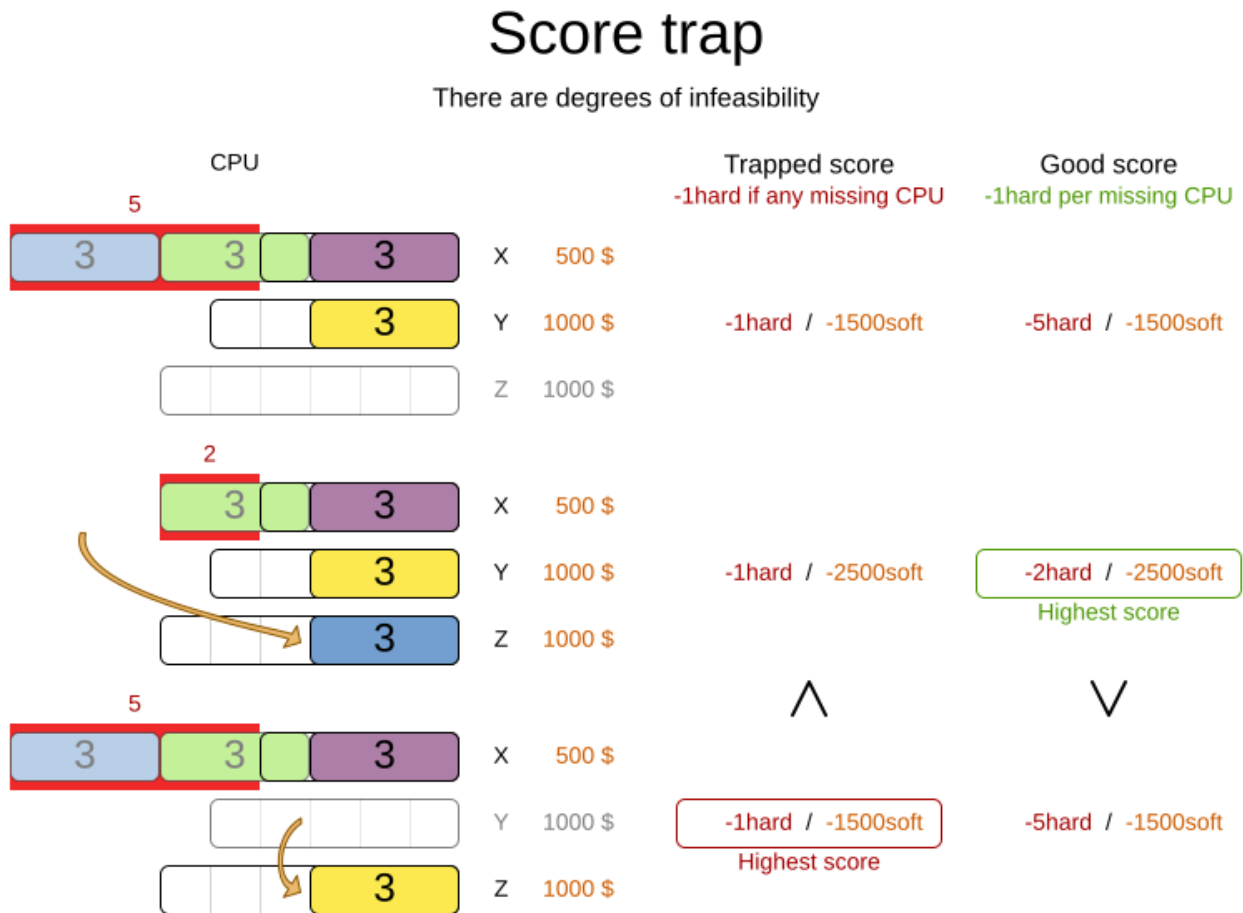 Score trap
There are degrees of infeasibility
CPU
Trapped score
Good score
-1hard if any missing CPU
-1hard per missing CPU
5
3 3 3 X 500 $
3 Y 1000 $ -1hard / -1500soft -5hard / -1500soft
Z 1000 $
2
3 3 X 500 $
3 Y 1000 $ -1hard / -2500soft -2hard / -2500soft
Highest score
3 Z 1000 $
5
3 3 3 X 500 $
Y 1000 $ -1hard / -1500soft -5hard / -1500soft
Highest score
3 Z 1000 $